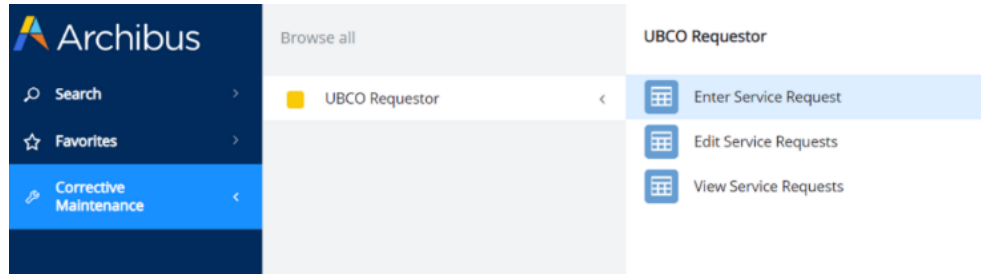 Archibus
Search
Favorites
Corrective
Maintenance
Browse all
UBCO Requestor
UBCO Requestor
Enter Service Request
Edit Service Requests
View Service Requests